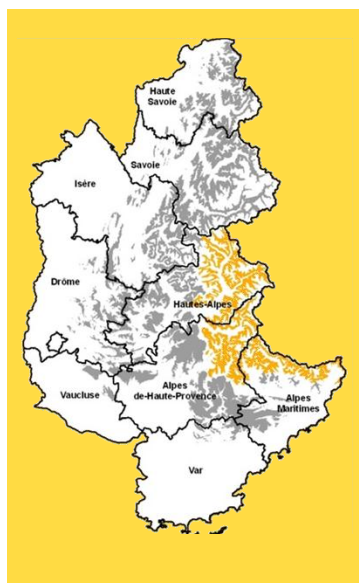 Haute
Savoie
Savoie
Isère
Drôme
Hautes-Alpes
Vaucluse
Alpes
de-Haute-Provence
Alpes
Maritimes
Var